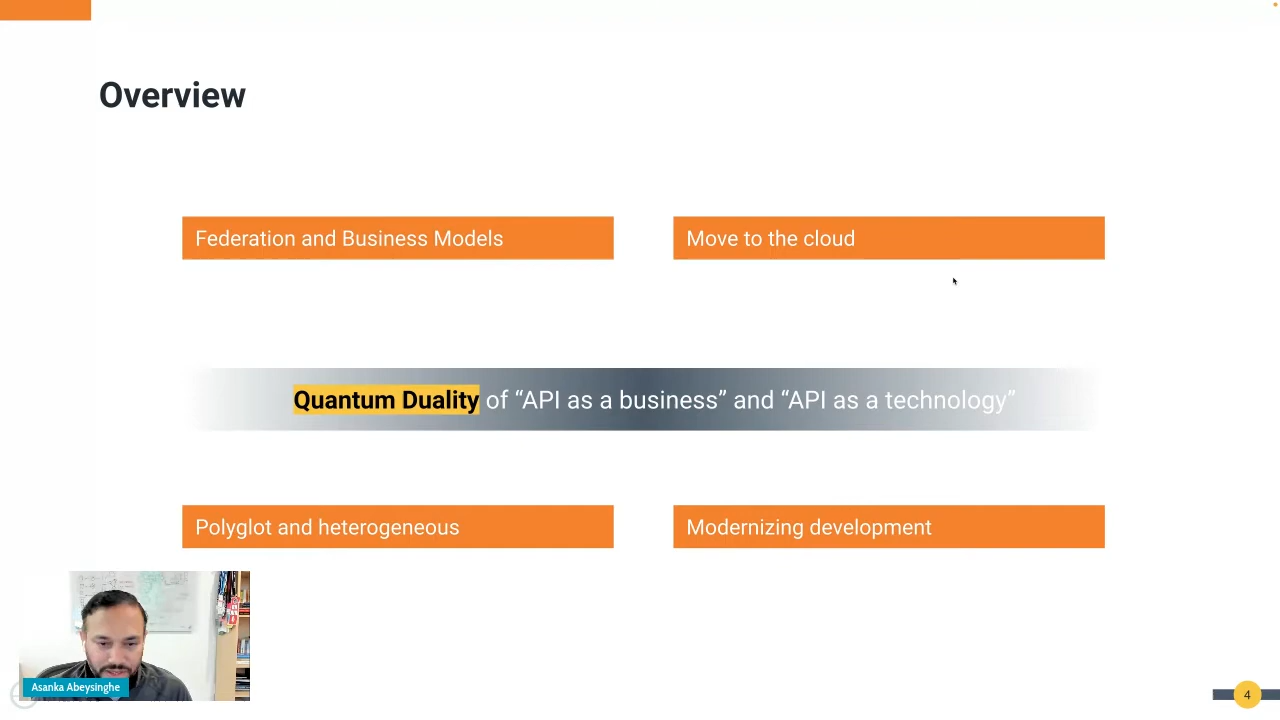 Overview
Federation and Business Models
Move to the cloud
Quantum Duality of “API as a business” and “API as a technology”
Polyglot and heterogeneous
Modernizing development
Asanka Abeysinghe
4